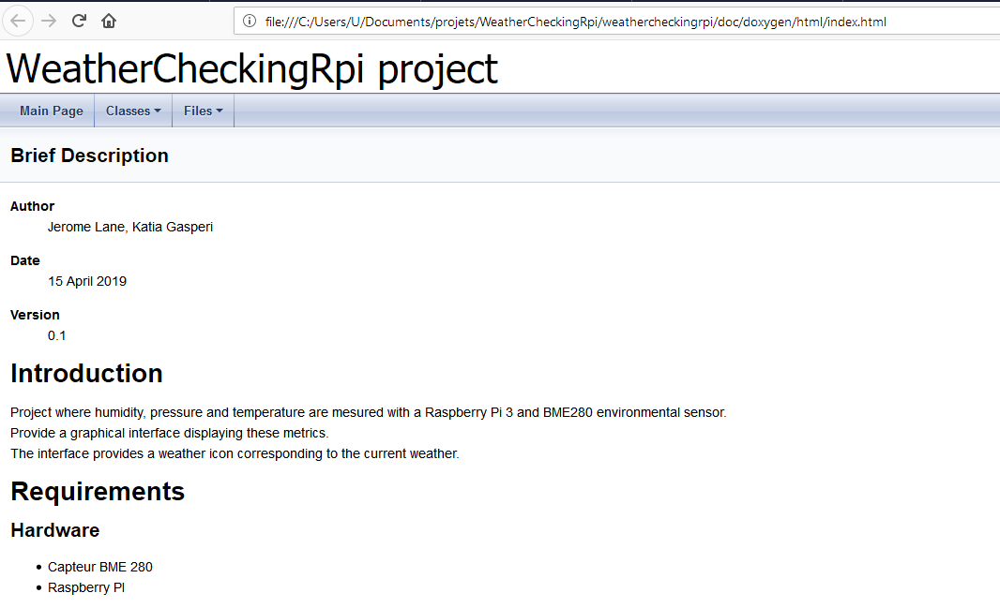 file:///C:/Users/U/Documents/projets/WeatherCheckingRpi/weathercheckingrpi/doc/doxygen/html/index.html
WeatherCheckingRpi project
Main Page Classes Files
Brief Description
Author
Jerome Lane, Katia Gasperi
Date
15 April 2019
Version
0.1
Introduction
Project where humidity, pressure and temperature are mesured with a Raspberry Pi 3 and BME280 environmental sensor.
Provide a graphical interface displaying these metrics.
The interface provides a weather icon corresponding to the current weather.
Requirements
Hardware
• Capteur BME 280
• Raspberry PI